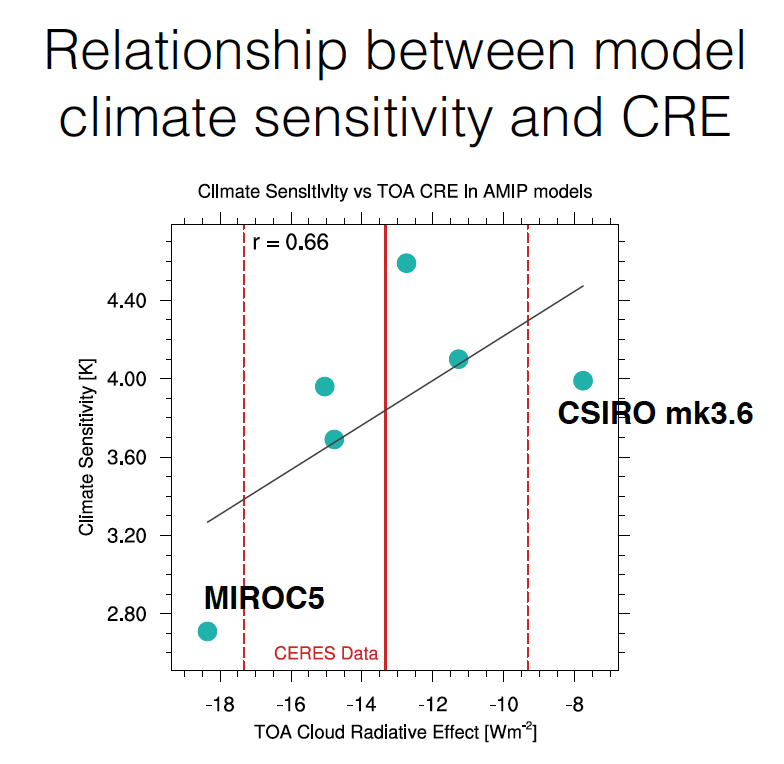 Relationship between model
climate sensitivity and CRE
Climate Sensitivity vs TOA CRE in AMIP models
r = 0.66
4.40
4.00
3.60
3.20
2.80
Climate Sensitivity [K]
CSIRO mk3.6
MIROC5
CERES Data
-18 -16 -14 -12 -10 -8
TOA Cloud Radiative Effect [Wm⁻²]